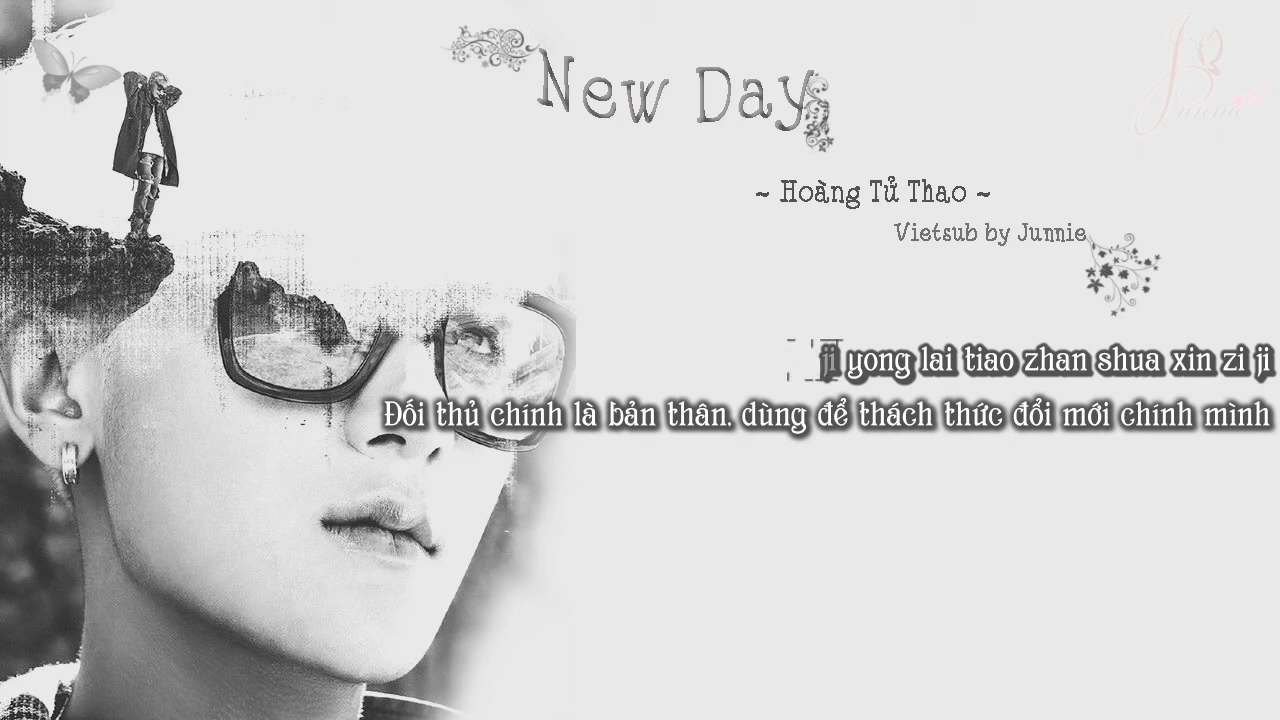 New Day
~ Hoàng Tử Thao ~
Vietsub by Junnie
Junnie
ji yong lai tiao zhan shua xin zi ji
Đối thủ chính là bản thân, dùng để thách thức đổi mới chính mình